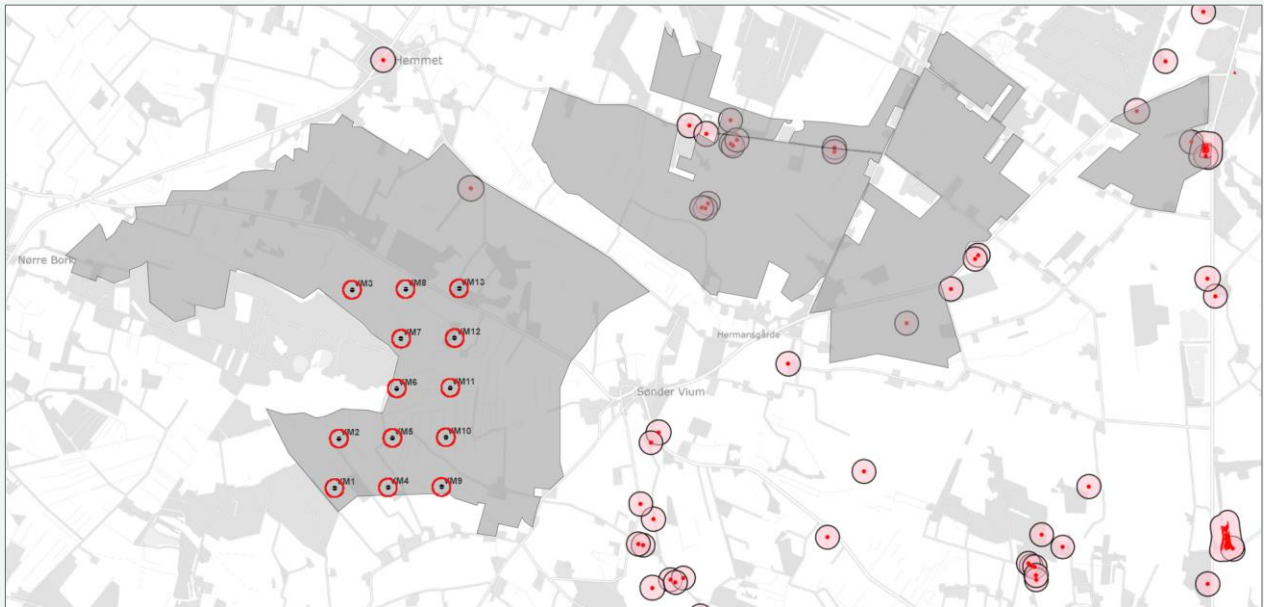 Hemmet
Nørre Bork
VM3
VM8
VM13
VM7
VM12
Hermansgårde
VM6
VM11
Sønder Vium
VM2
VM5
VM10
VM1
VM4
VM9